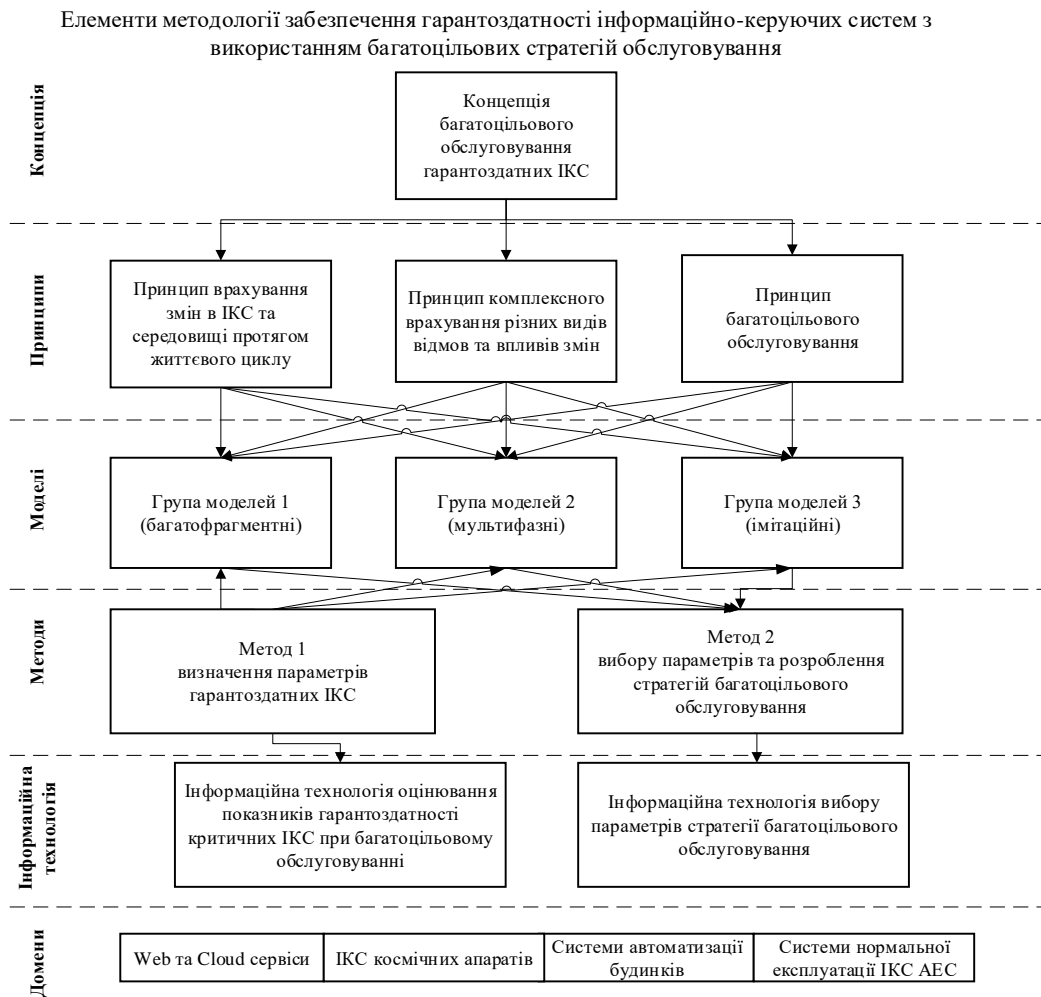 Елементи методології забезпечення гарантоздатності інформаційно-керуючих систем з
використанням багатоцільових стратегій обслуговування
Концепція
Концепція
багатоцільового
обслуговування
гарантоздатних ІКС
Принципи
Принцип врахування
змін в ІКС та
середовищі протягом
життєвого циклу
Принцип комплексного
врахування різних видів
відмов та впливів змін
Принцип
багатоцільового
обслуговування
Моделі
Група моделей 1
(багатофрагментні)
Група моделей 2
(мультифазні)
Група моделей 3
(імітаційні)
Методи
Метод 1
визначення параметрів
гарантоздатних ІКС
Метод 2
вибору параметрів та розроблення
стратегій багатоцільового
обслуговування
Інформаційна
технологія
Інформаційна технологія оцінювання
показників гарантоздатності
критичних ІКС при багатоцільовому
обслуговуванні
Інформаційна технологія вибору
параметрів стратегії багатоцільового
обслуговування
Домени
Web та Cloud сервіси
ІКС космічних апаратів
Системи автоматизації
будинків
Системи нормальної
експлуатації ІКС АЕС